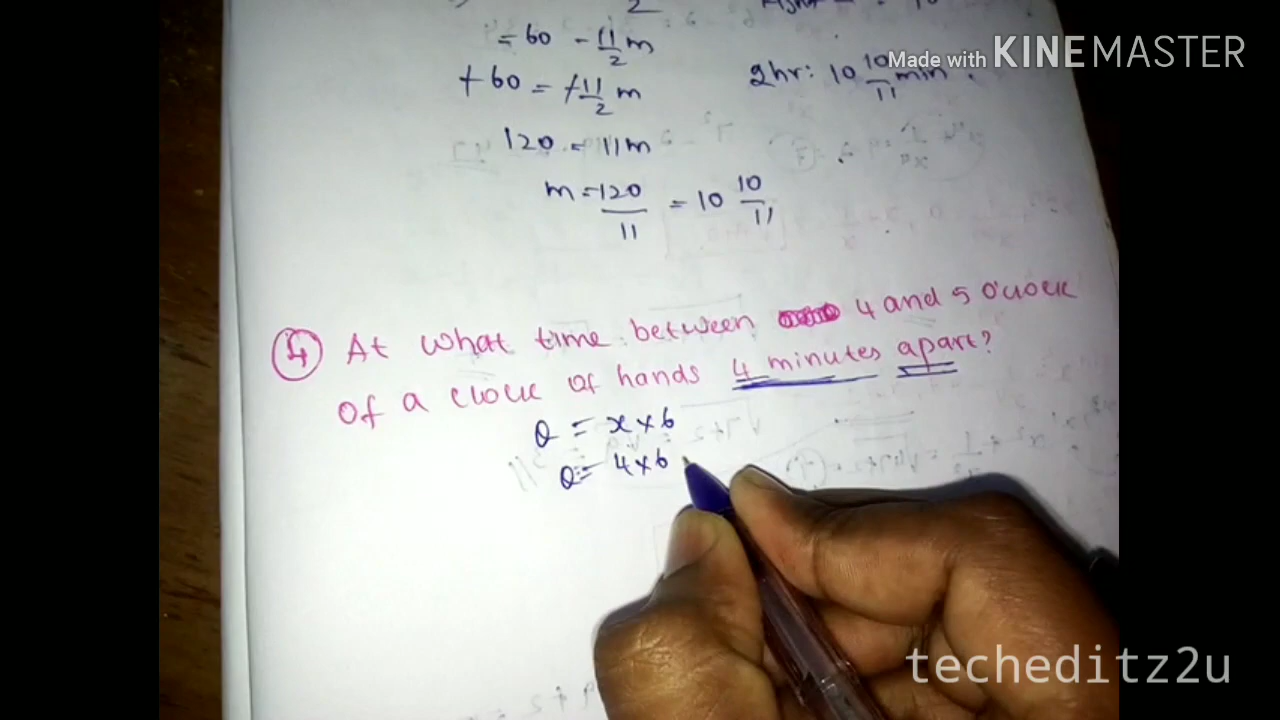 2
= 60 - 11/2 m
+ 60 = + 11/2 m
2hr: 10 10/11 min.
120 = 11m
m = 120/11 = 10 10/11
Made with KINEMASTER
④ At what time between 4 and 5 O'clock
of a clock of hands 4 minutes apart?
θ = x × 6
θ = 4 × 6
techeditz2u